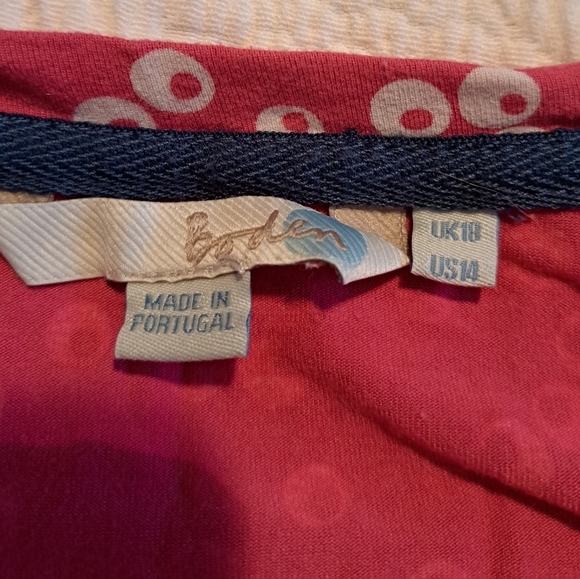 Boden
UK18
US14
MADE IN
PORTUGAL